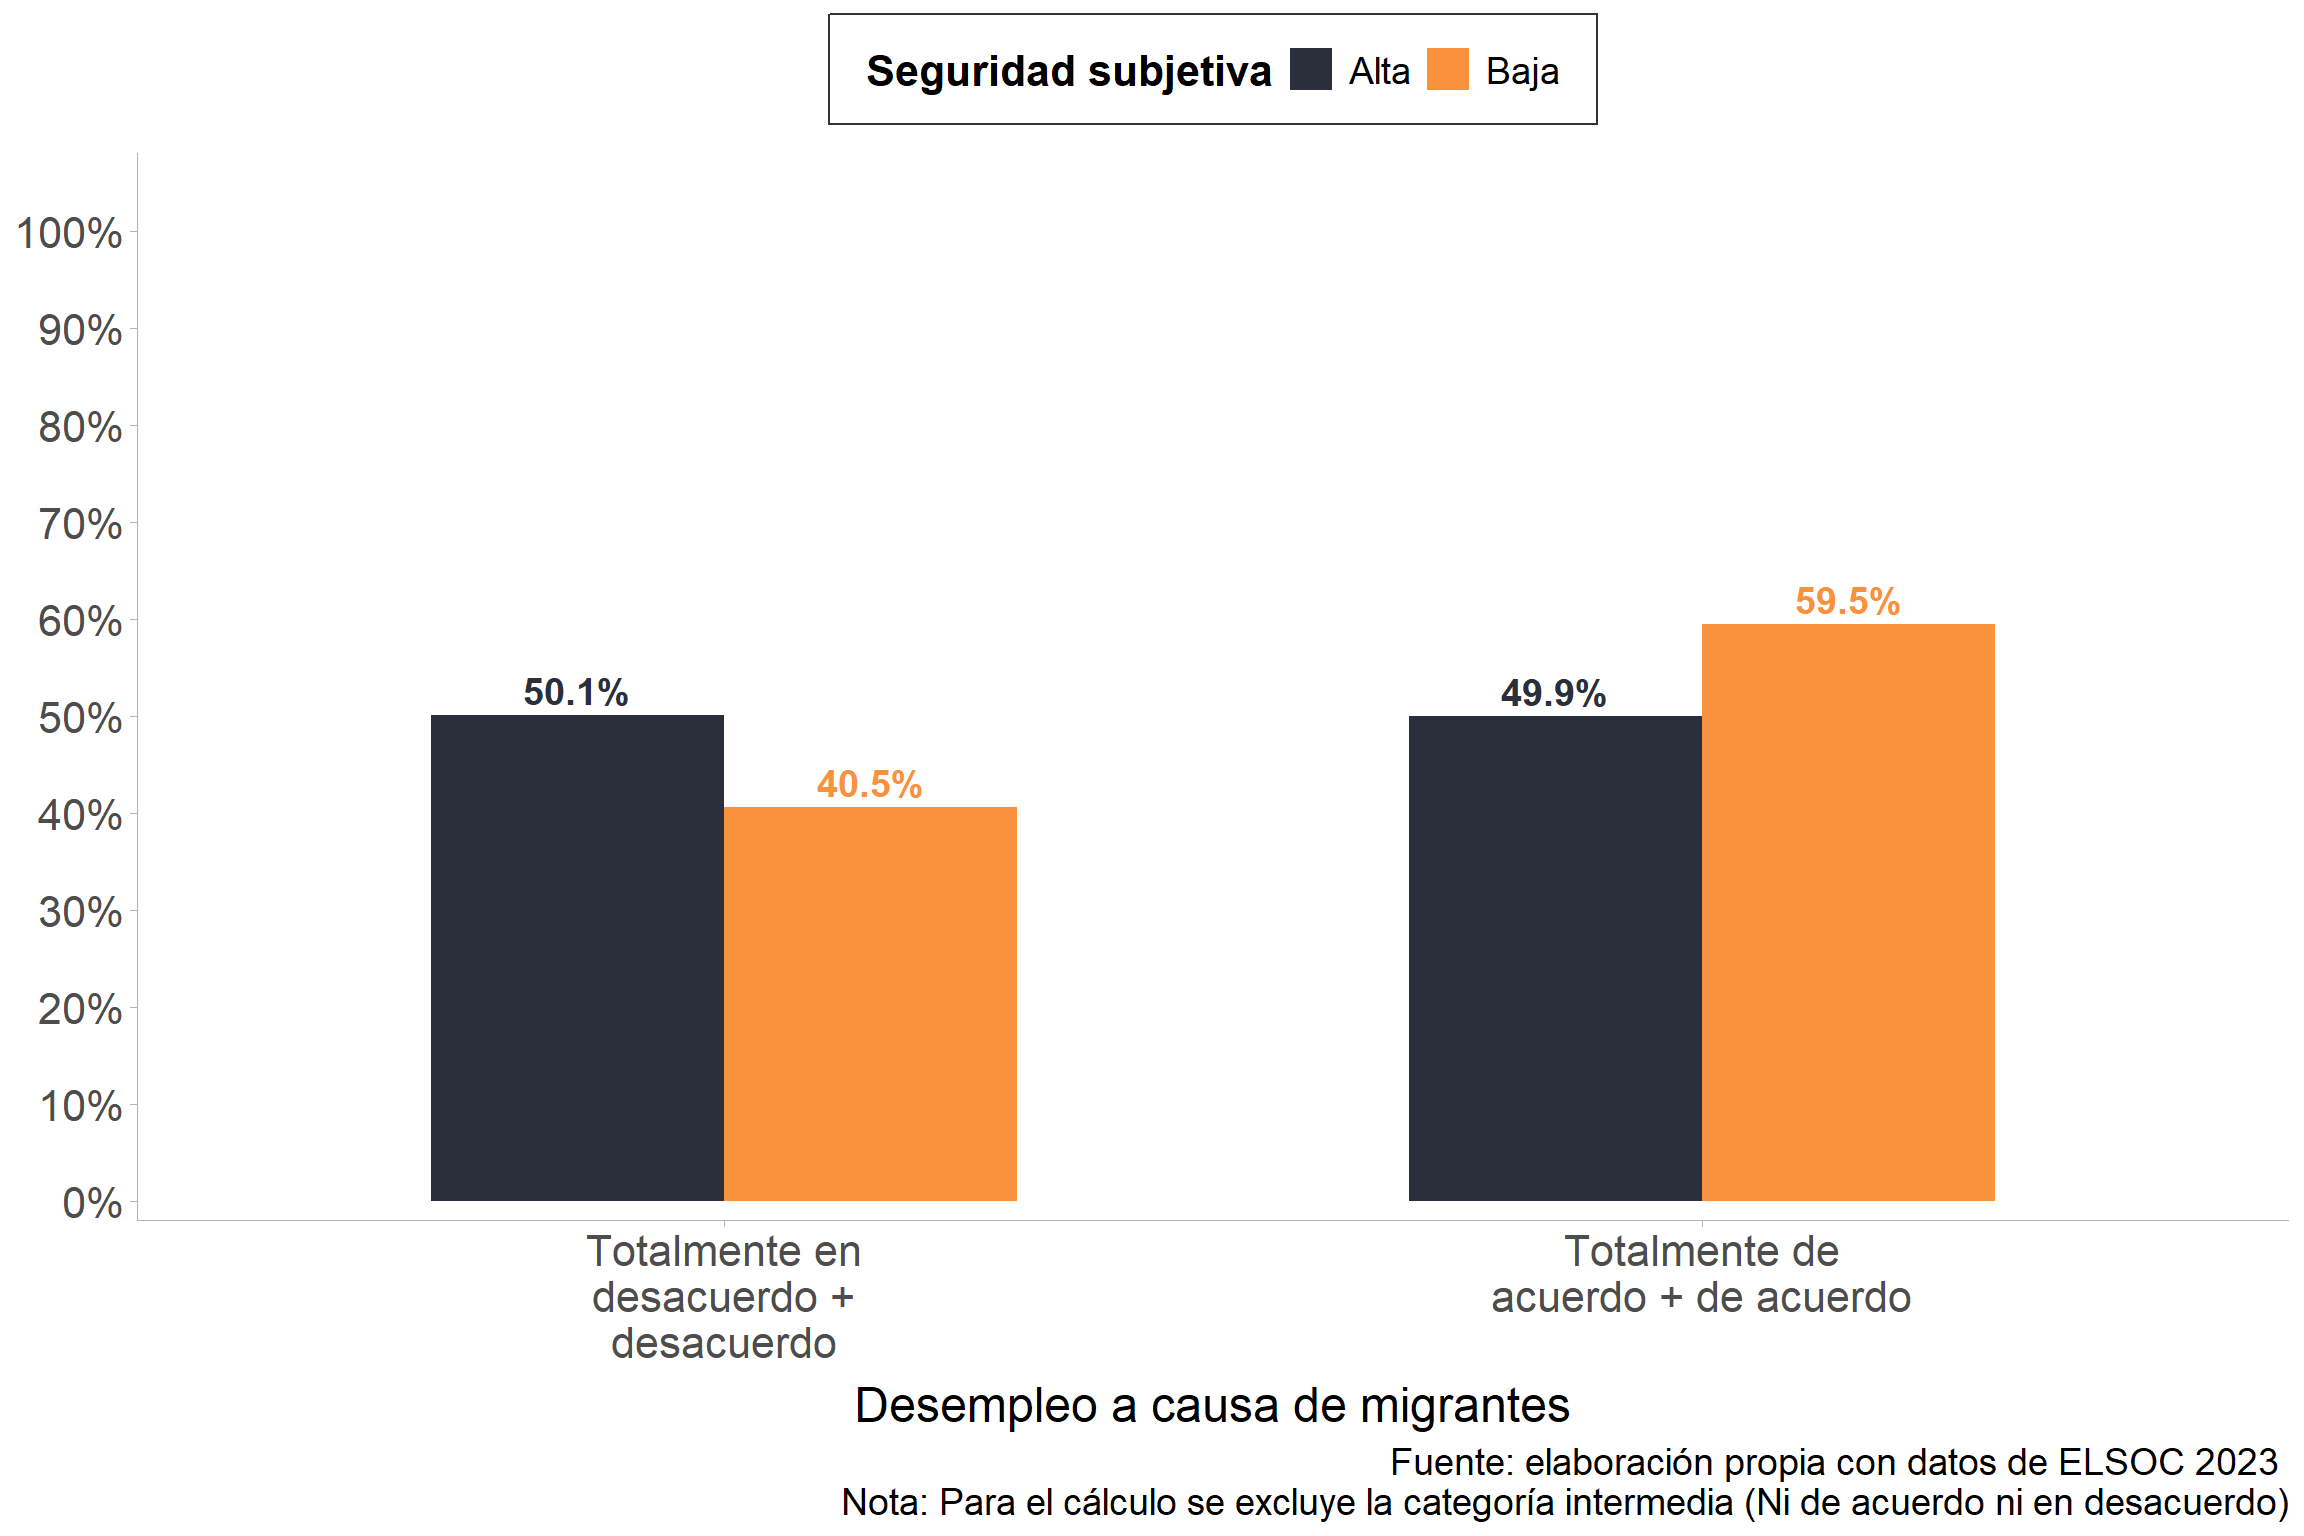 Seguridad subjetiva Alta Baja
100%
90%
80%
70%
60%
50%
40%
30%
20%
10%
0%
50.1%
40.5%
49.9%
59.5%
Totalmente en
desacuerdo +
desacuerdo
Totalmente de
acuerdo + de acuerdo
Desempleo a causa de migrantes
Fuente: elaboración propia con datos de ELSOC 2023
Nota: Para el cálculo se excluye la categoría intermedia (Ni de acuerdo ni en desacuerdo)